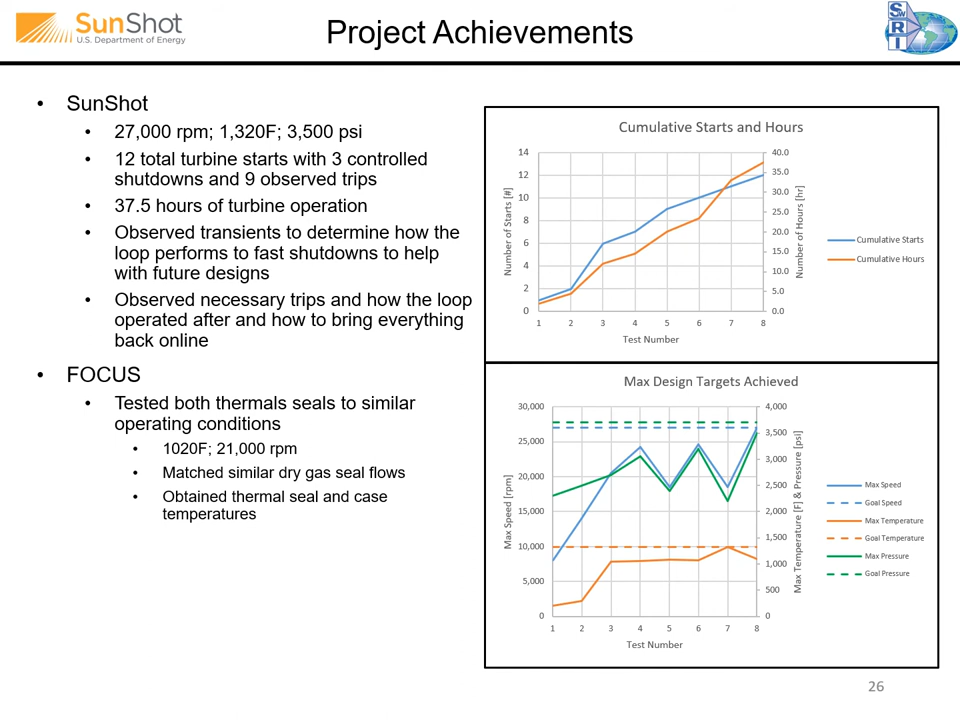 SunShot
U.S. Department of Energy
Project Achievements
SwRI
• SunShot
• 27,000 rpm; 1,320F; 3,500 psi
• 12 total turbine starts with 3 controlled
shutdowns and 9 observed trips
• 37.5 hours of turbine operation
• Observed transients to determine how the
loop performs to fast shutdowns to help
with future designs
• Observed necessary trips and how the loop
operated after and how to bring everything
back online
• FOCUS
• Tested both thermals seals to similar
operating conditions
• 1020F; 21,000 rpm
• Matched similar dry gas seal flows
• Obtained thermal seal and case
temperatures
Cumulative Starts and Hours
Number of Starts [#]
14
12
10
8
6
4
2
0
40.0
35.0
30.0
25.0
20.0
15.0
10.0
5.0
0.0
Number of Hours [hr]
1 2 3 4 5 6 7 8
Test Number
Cumulative Starts
Cumulative Hours
Max Design Targets Achieved
Max Speed [rpm]
30,000
25,000
20,000
15,000
10,000
5,000
0
4,000
3,500
3,000
2,500
2,000
1,500
1,000
500
0
Max Temperature [F] & Pressure [psi]
1 2 3 4 5 6 7 8
Test Number
Max Speed
Goal Speed
Max Temperature
Goal Temperature
Max Pressure
Goal Pressure
26